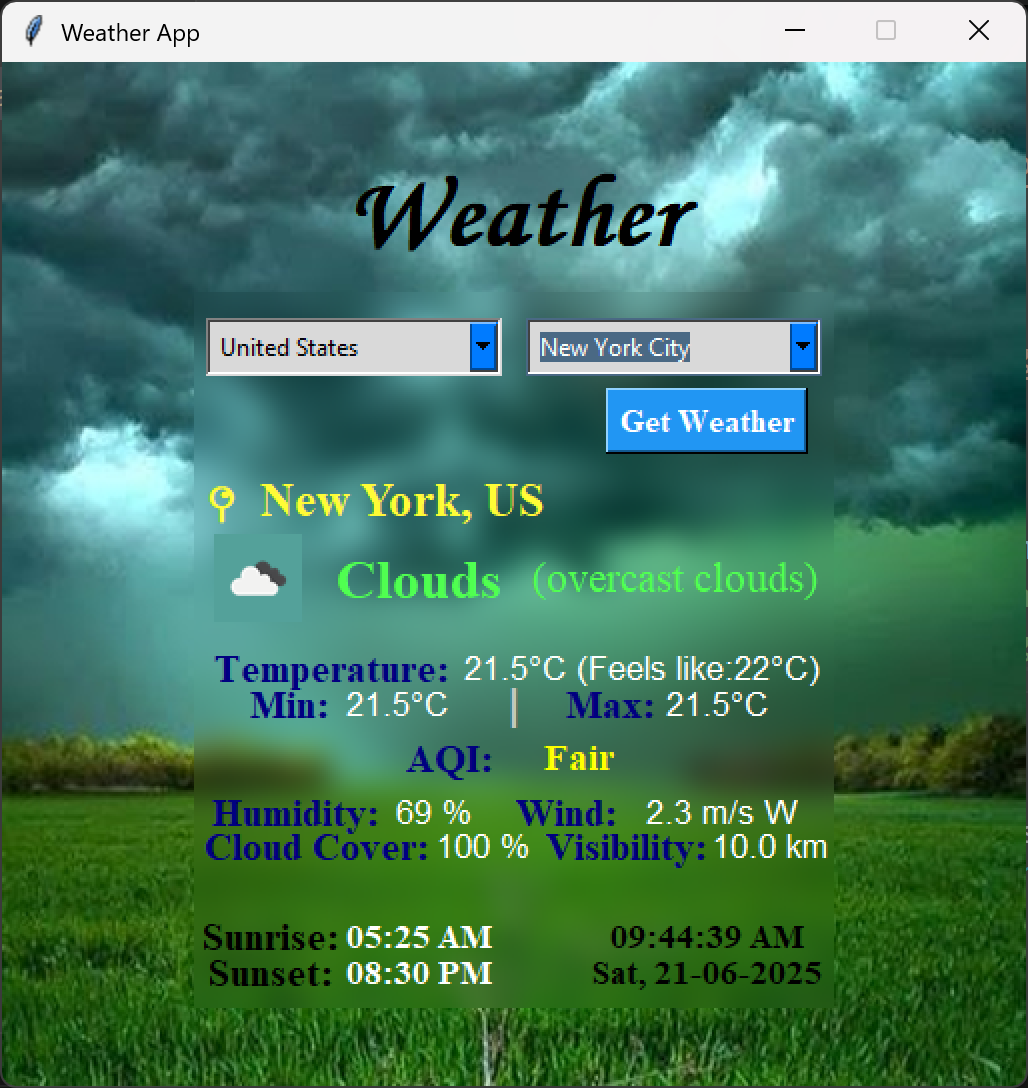 Weather App
Weather
United States New York City
Get Weather
New York, US
Clouds (overcast clouds)
Temperature: 21.5°C (Feels like:22°C)
Min: 21.5°C | Max: 21.5°C
AQI: Fair
Humidity: 69 % Wind: 2.3 m/s W
Cloud Cover: 100 % Visibility: 10.0 km
Sunrise: 05:25 AM 09:44:39 AM
Sunset: 08:30 PM Sat, 21-06-2025